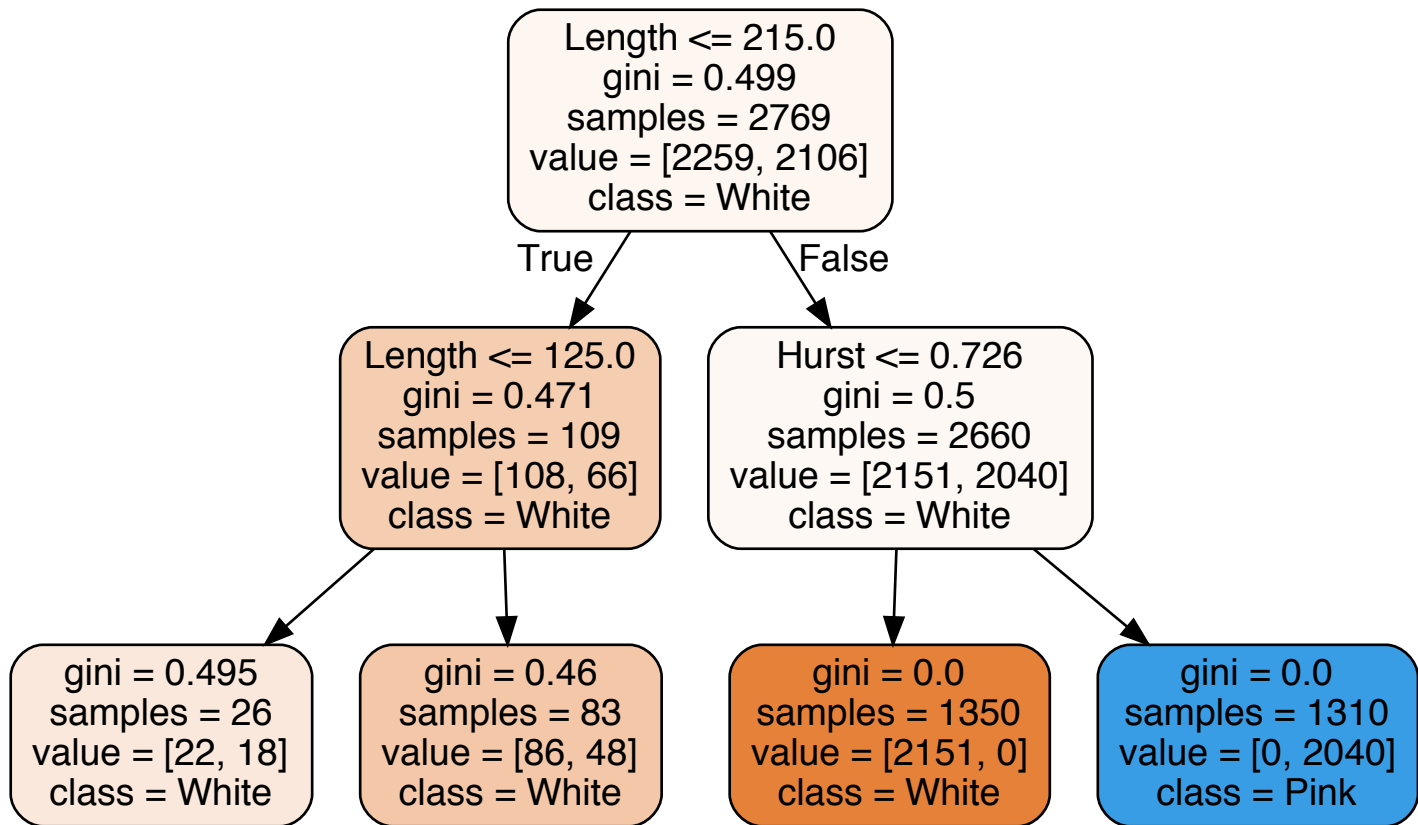 Length <= 215.0
gini = 0.499
samples = 2769
value = [2259, 2106]
class = White
True
False
Length <= 125.0
gini = 0.471
samples = 109
value = [108, 66]
class = White
Hurst <= 0.726
gini = 0.5
samples = 2660
value = [2151, 2040]
class = White
gini = 0.495
samples = 26
value = [22, 18]
class = White
gini = 0.46
samples = 83
value = [86, 48]
class = White
gini = 0.0
samples = 1350
value = [2151, 0]
class = White
gini = 0.0
samples = 1310
value = [0, 2040]
class = Pink